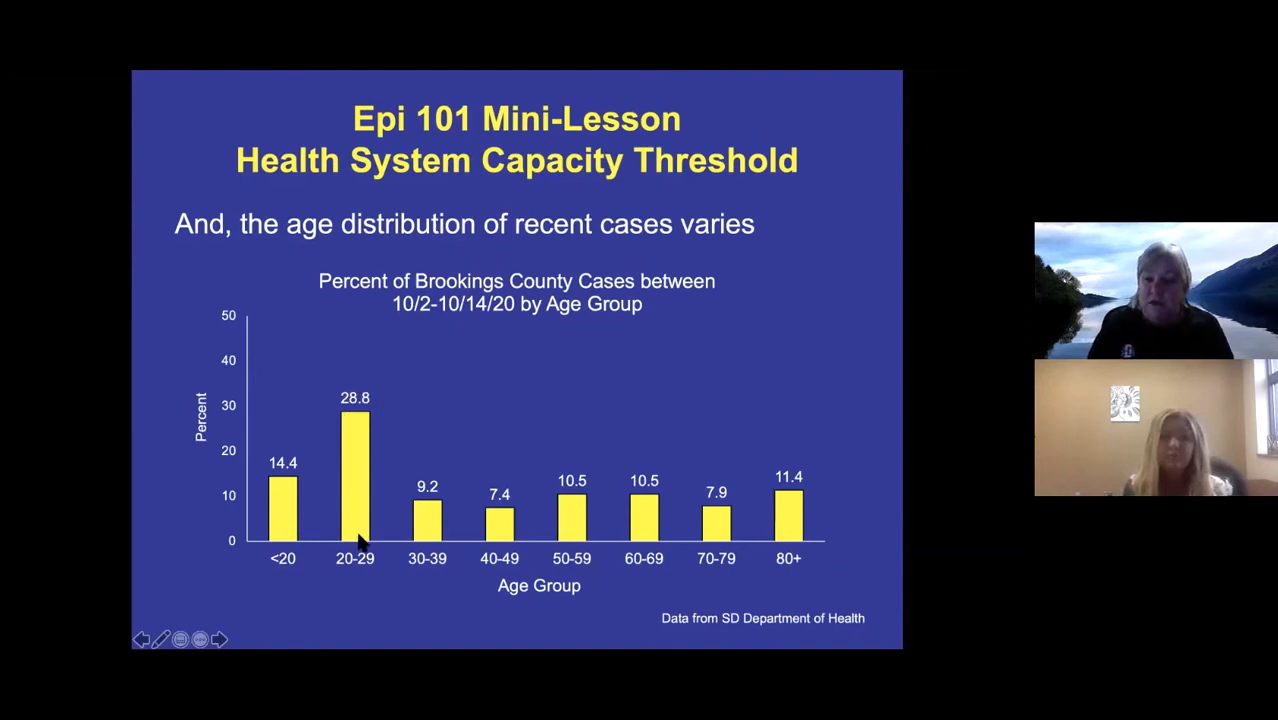 Epi 101 Mini-Lesson
Health System Capacity Threshold
And, the age distribution of recent cases varies
Percent of Brookings County Cases between
10/2-10/14/20 by Age Group
50
40
30
20
10
0
Percent
14.4
28.8
9.2
7.4
10.5
10.5
7.9
11.4
<20
20-29
30-39
40-49
50-59
60-69
70-79
80+
Age Group
Data from SD Department of Health